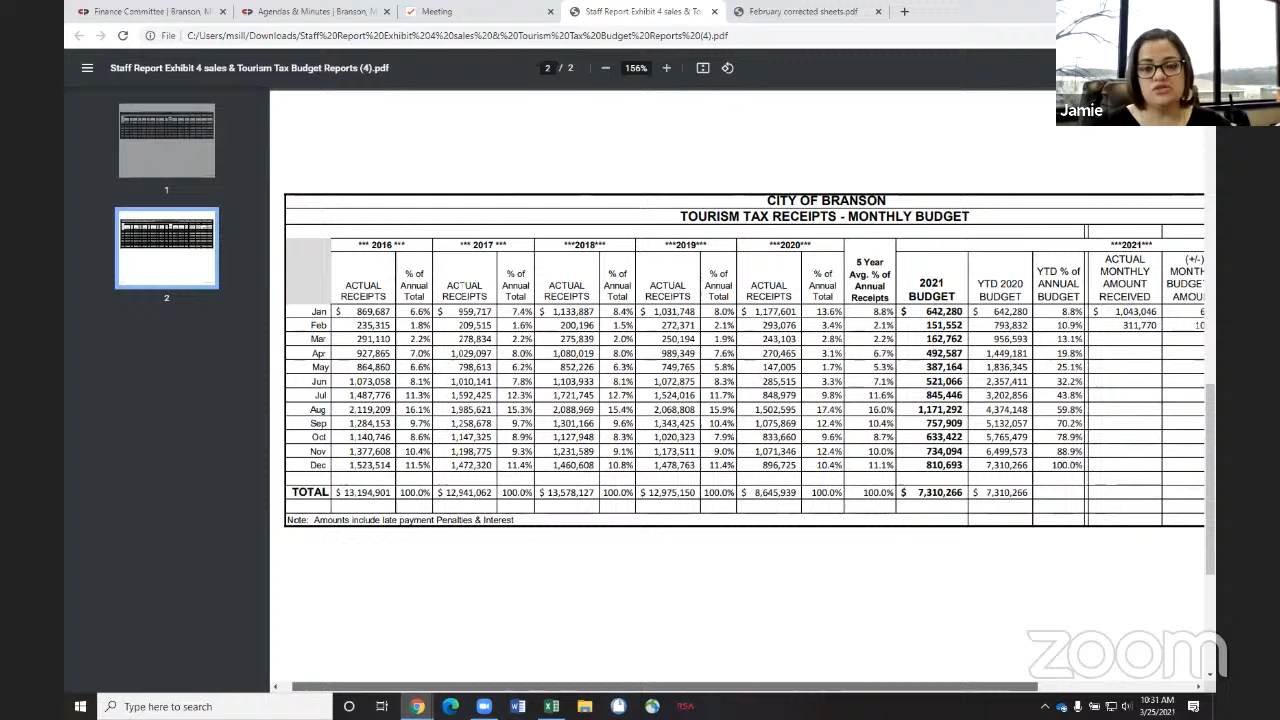 Finance Committee | Branson, M
Agendas & Minutes | Branson, M
Meeting
Staff Report Exhibit 4 sales & To
February corrected sheets.pdf
File C:/Users/msill/Downloads/Staff%20Report%20Exhibit%204%20sales%20&%20Tourism%20Tax%20Budget%20Reports%20(4).pdf
Staff Report Exhibit 4 sales & Tourism Tax Budget Reports (4).pdf 2 / 2 156%
Jamie
1
2
CITY OF BRANSON
TOURISM TAX RECEIPTS - MONTHLY BUDGET
*** 2016 *** *** 2017 *** ***2018*** ***2019*** ***2020*** ***2021***
ACTUAL RECEIPTS % of Annual Total ACTUAL RECEIPTS % of Annual Total ACTUAL RECEIPTS % of Annual Total ACTUAL RECEIPTS % of Annual Total ACTUAL RECEIPTS % of Annual Total 5 Year Avg. % of Annual Receipts 2021 BUDGET YTD 2020 BUDGET YTD % of ANNUAL BUDGET ACTUAL MONTHLY AMOUNT RECEIVED (+/-) MONTH BUDGE AMOU
Jan $ 869,687 6.6% $ 959,717 7.4% $ 1,133,887 8.4% $ 1,031,748 8.0% $ 1,177,601 13.6% 8.8% $ 642,280 $ 642,280 8.8% $ 1,043,046 6
Feb 235,315 1.8% 209,515 1.6% 200,196 1.5% 272,371 2.1% 293,076 3.4% 2.1% 151,552 793,832 10.9% 311,770 10
Mar 291,110 2.2% 278,834 2.2% 275,839 2.0% 250,194 1.9% 243,103 2.8% 2.2% 162,762 956,593 13.1%
Apr 927,865 7.0% 1,029,097 8.0% 1,080,019 8.0% 989,349 7.6% 270,465 3.1% 6.7% 492,587 1,449,181 19.8%
May 864,860 6.6% 798,613 6.2% 852,226 6.3% 749,765 5.8% 147,005 1.7% 5.3% 387,164 1,836,345 25.1%
Jun 1,073,058 8.1% 1,010,141 7.8% 1,103,933 8.1% 1,072,875 8.3% 285,515 3.3% 7.1% 521,066 2,357,411 32.2%
Jul 1,487,776 11.3% 1,592,425 12.3% 1,721,745 12.7% 1,524,016 11.7% 848,979 9.8% 11.6% 845,446 3,202,856 43.8%
Aug 2,119,209 16.1% 1,985,621 15.3% 2,088,969 15.4% 2,068,808 15.9% 1,502,595 17.4% 16.0% 1,171,292 4,374,148 59.8%
Sep 1,284,153 9.7% 1,258,678 9.7% 1,301,166 9.6% 1,343,425 10.4% 1,075,869 12.4% 10.4% 757,909 5,132,057 70.2%
Oct 1,140,746 8.6% 1,147,325 8.9% 1,127,948 8.3% 1,020,323 7.9% 833,660 9.6% 8.7% 633,422 5,765,479 78.9%
Nov 1,377,608 10.4% 1,198,775 9.3% 1,231,589 9.1% 1,173,511 9.0% 1,071,346 12.4% 10.0% 734,094 6,499,573 88.9%
Dec 1,523,514 11.5% 1,472,320 11.4% 1,460,608 10.8% 1,478,763 11.4% 896,725 10.4% 11.1% 810,693 7,310,266 100.0%
TOTAL $ 13,194,901 100.0% $ 12,941,062 100.0% $ 13,578,127 100.0% $ 12,975,150 100.0% $ 8,645,939 100.0% 100.0% $ 7,310,266 $ 7,310,266
Note: Amounts include late payment Penalties & Interest
zoom
Type here to search
RSA
10:31 AM
3/25/2021